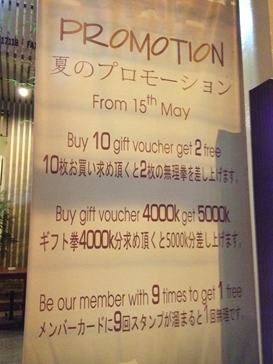 PROMOTION
夏のプロモーション
From 15th May
Buy 10 gift voucher get 2 free
10枚お買い求め頂くと2枚の無理拳を差し上げます。
Buy gift voucher 4000k get 5000k
ギフト拳4000k分求め頂くと5000k分差し上げます。
Be our member with 9 times to get 1 free
メンバーカードに9回スタンプが溜まると1回無理です。